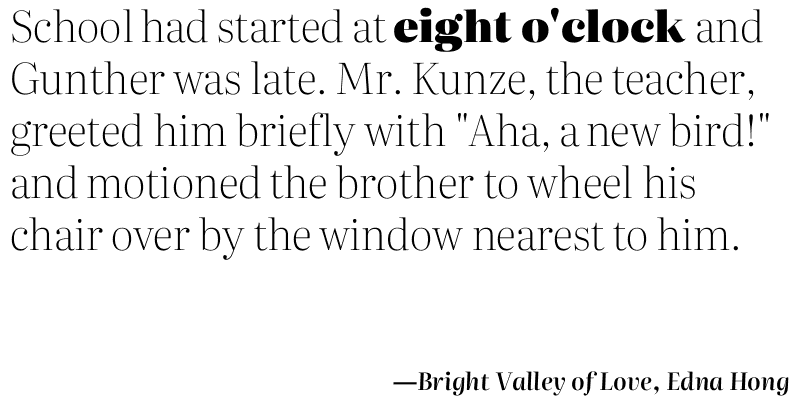 School had started at eight o'clock and
Gunther was late. Mr. Kunze, the teacher,
greeted him briefly with "Aha, a new bird!"
and motioned the brother to wheel his
chair over by the window nearest to him.
—Bright Valley of Love, Edna Hong